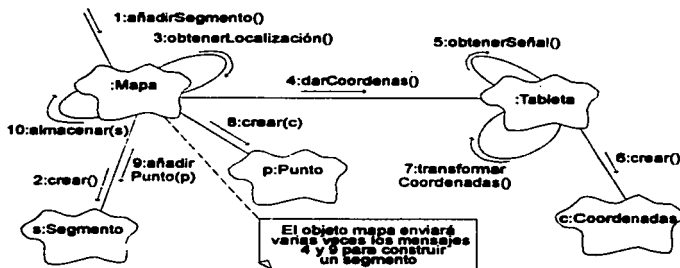 1:añadirSegmento()
3:obtenerLocalización()
5:obtenerSeñal()
:Mapa
4:darCoordenas()
:Tableta
10:almacenar(s)
8:crear(c)
2:crear()
9:añadir
Punto(p)
p:Punto
7:transformar
Coordenadas()
6:crear()
s:Segmento
El objeto mapa enviará
varias veces los mensajes
4 y 9 para construir
un segmento
c:Coordenadas